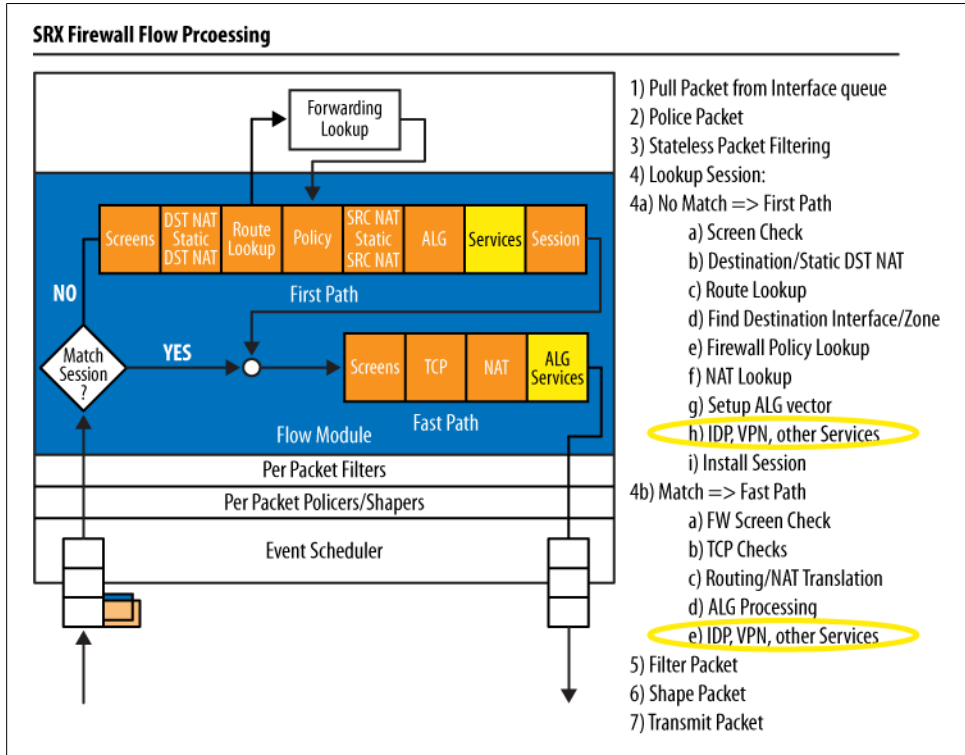 SRX Firewall Flow Prcoessing
Forwarding
Lookup
Screens
DST NAT
Static
DST NAT
Route
Lookup
Policy
SRC NAT
Static
SRC NAT
ALG
Services
Session
First Path
NO
YES
Match
Session
?
Screens
TCP
NAT
ALG
Services
Fast Path
Flow Module
Per Packet Filters
Per Packet Policers/Shapers
Event Scheduler
1) Pull Packet from Interface queue
2) Police Packet
3) Stateless Packet Filtering
4) Lookup Session:
4a) No Match => First Path
a) Screen Check
b) Destination/Static DST NAT
c) Route Lookup
d) Find Destination Interface/Zone
e) Firewall Policy Lookup
f) NAT Lookup
g) Setup ALG vector
h) IDP, VPN, other Services
i) Install Session
4b) Match => Fast Path
a) FW Screen Check
b) TCP Checks
c) Routing/NAT Translation
d) ALG Processing
e) IDP, VPN, other Services
5) Filter Packet
6) Shape Packet
7) Transmit Packet